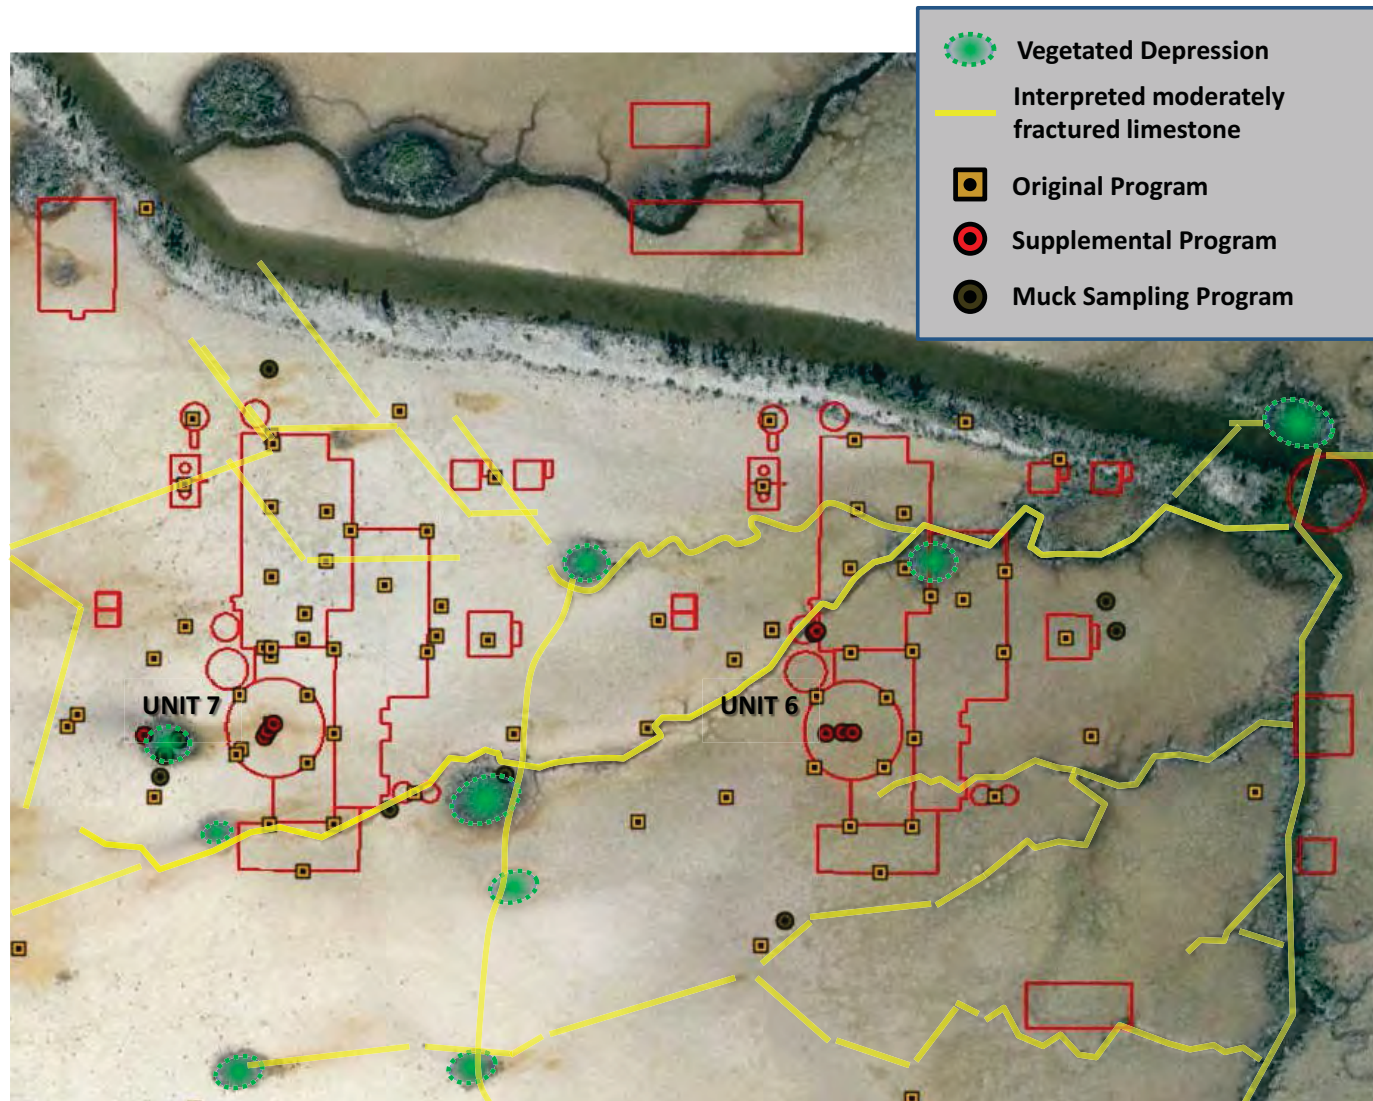 Vegetated Depression
Interpreted moderately
fractured limestone
Original Program
Supplemental Program
Muck Sampling Program
UNIT 7
UNIT 6